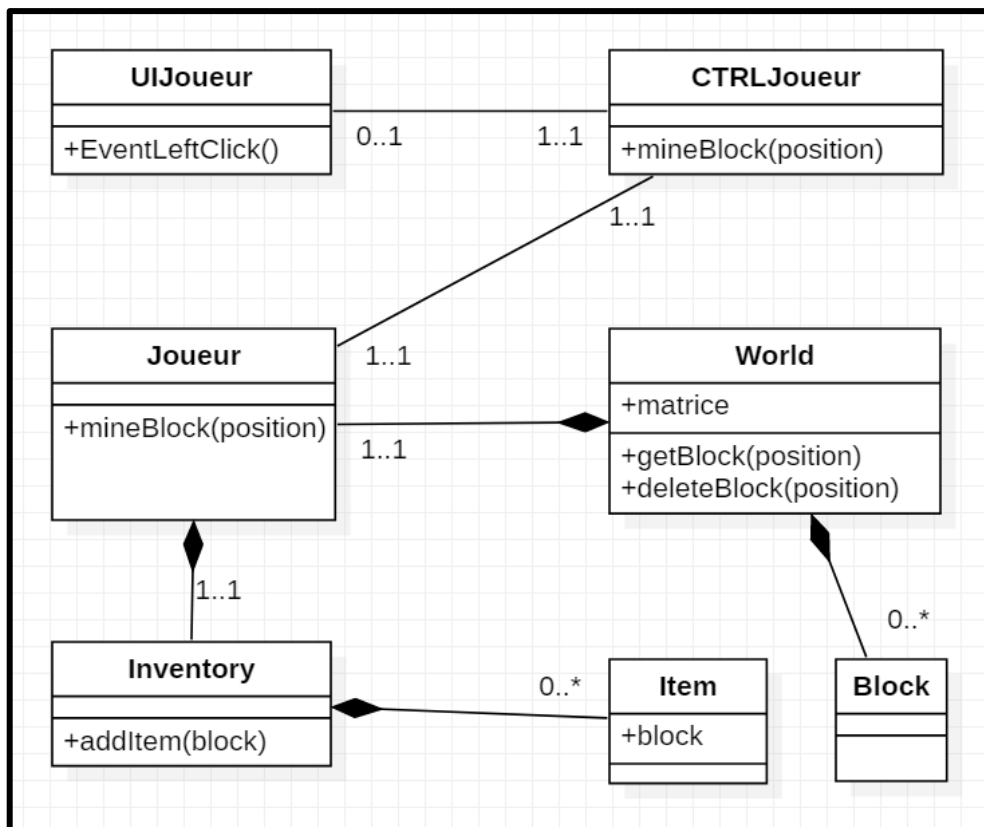 UIJoueur
+EventLeftClick()
0..1
1..1
CTRLJoueur
+mineBlock(position)
1..1
1..1
Joueur
+mineBlock(position)
1..1
World
+matrice
+getBlock(position)
+deleteBlock(position)
1..1
0..*
Inventory
+addItem(block)
0..*
Item
+block
Block